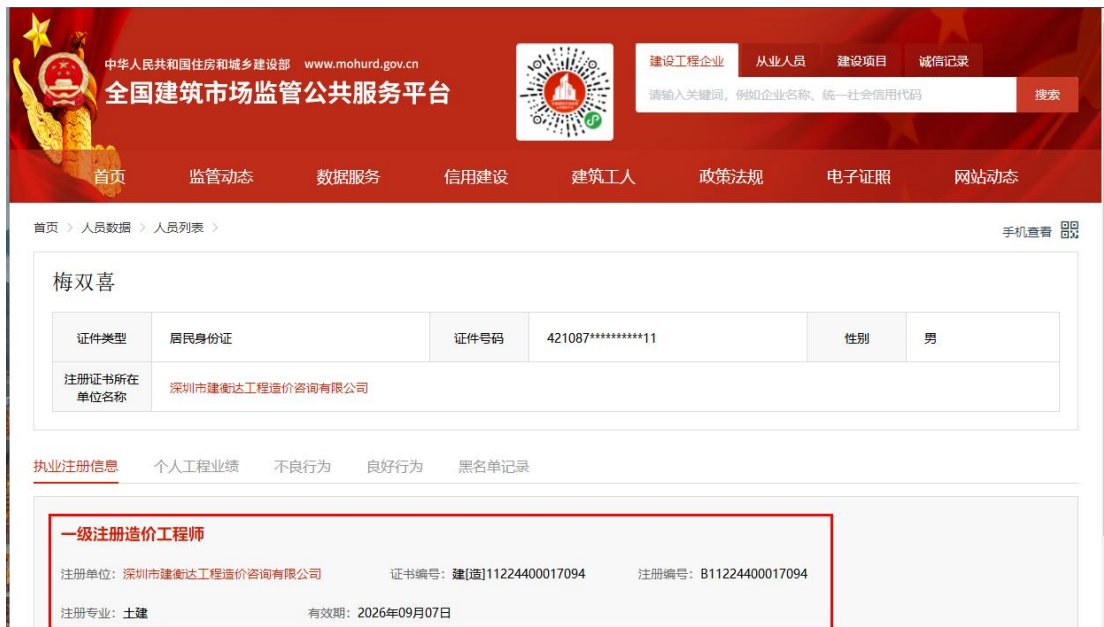 中华人民共和国住房和城乡建设部 www.mohurd.gov.cn
全国建筑市场监管公共服务平台
建设工程企业 从业人员 建设项目 诚信记录
请输入关键词，例如企业名称、统一社会信用代码 搜索
首页 监管动态 数据服务 信用建设 建筑工人 政策法规 电子证照 网站动态
首页 > 人员数据 > 人员列表 >
手机查看
梅双喜
证件类型 居民身份证 证件号码 421087**********11 性别 男
注册证书所在
单位名称
深圳市建衡达工程造价咨询有限公司
执业注册信息 个人工程业绩 不良行为 良好行为 黑名单记录
一级注册造价工程师
注册单位：深圳市建衡达工程造价咨询有限公司 证书编号：建[造]11224400017094 注册编号：B11224400017094
注册专业：土建 有效期：2026年09月07日